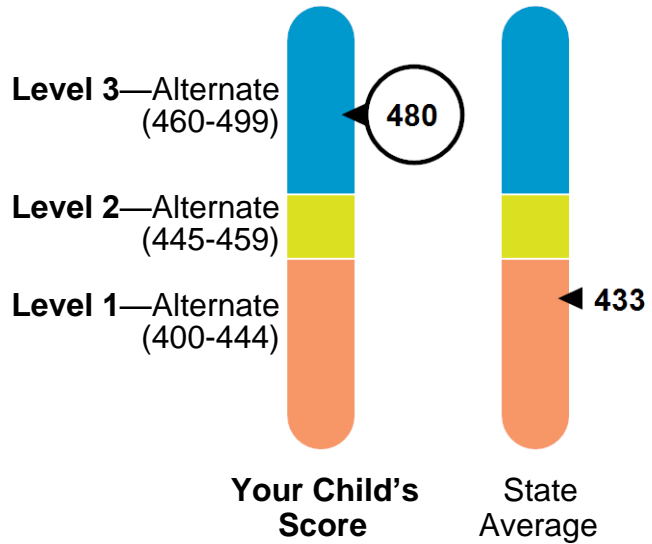 Level 3—Alternate
(460-499)
480
Level 2—Alternate
(445-459)
Level 1—Alternate
(400-444)
433
Your Child's
Score
State
Average